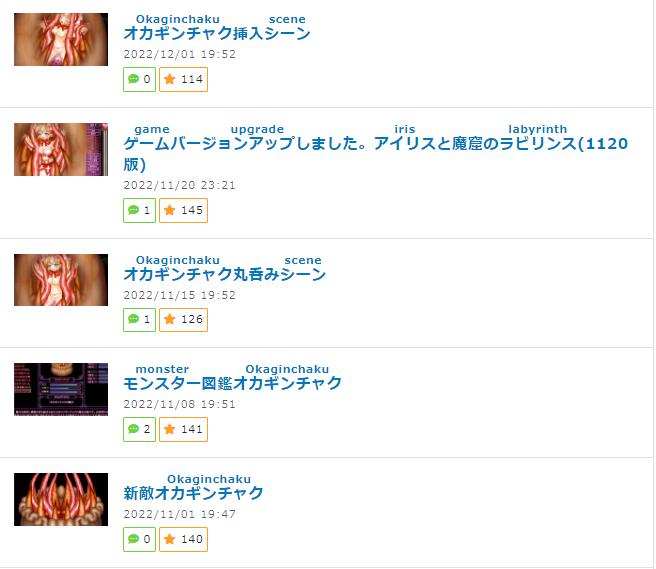 Okaginchaku scene
オカギンチャク挿入シーン
2022/12/01 19:52
0 114
game upgrade iris labyrinth
ゲームバージョンアップしました。アイリスと魔窟のラビリンス(1120
版)
2022/11/20 23:21
1 145
Okaginchaku scene
オカギンチャク丸呑みシーン
2022/11/15 19:52
1 126
monster Okaginchaku
モンスター図鑑オカギンチャク
2022/11/08 19:51
2 141
Okaginchaku
新敵オカギンチャク
2022/11/01 19:47
0 140